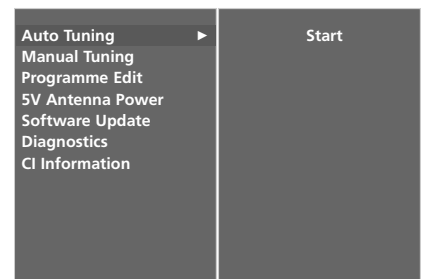 Auto Tuning ►
Start
Manual Tuning
Programme Edit
5V Antenna Power
Software Update
Diagnostics
CI Information